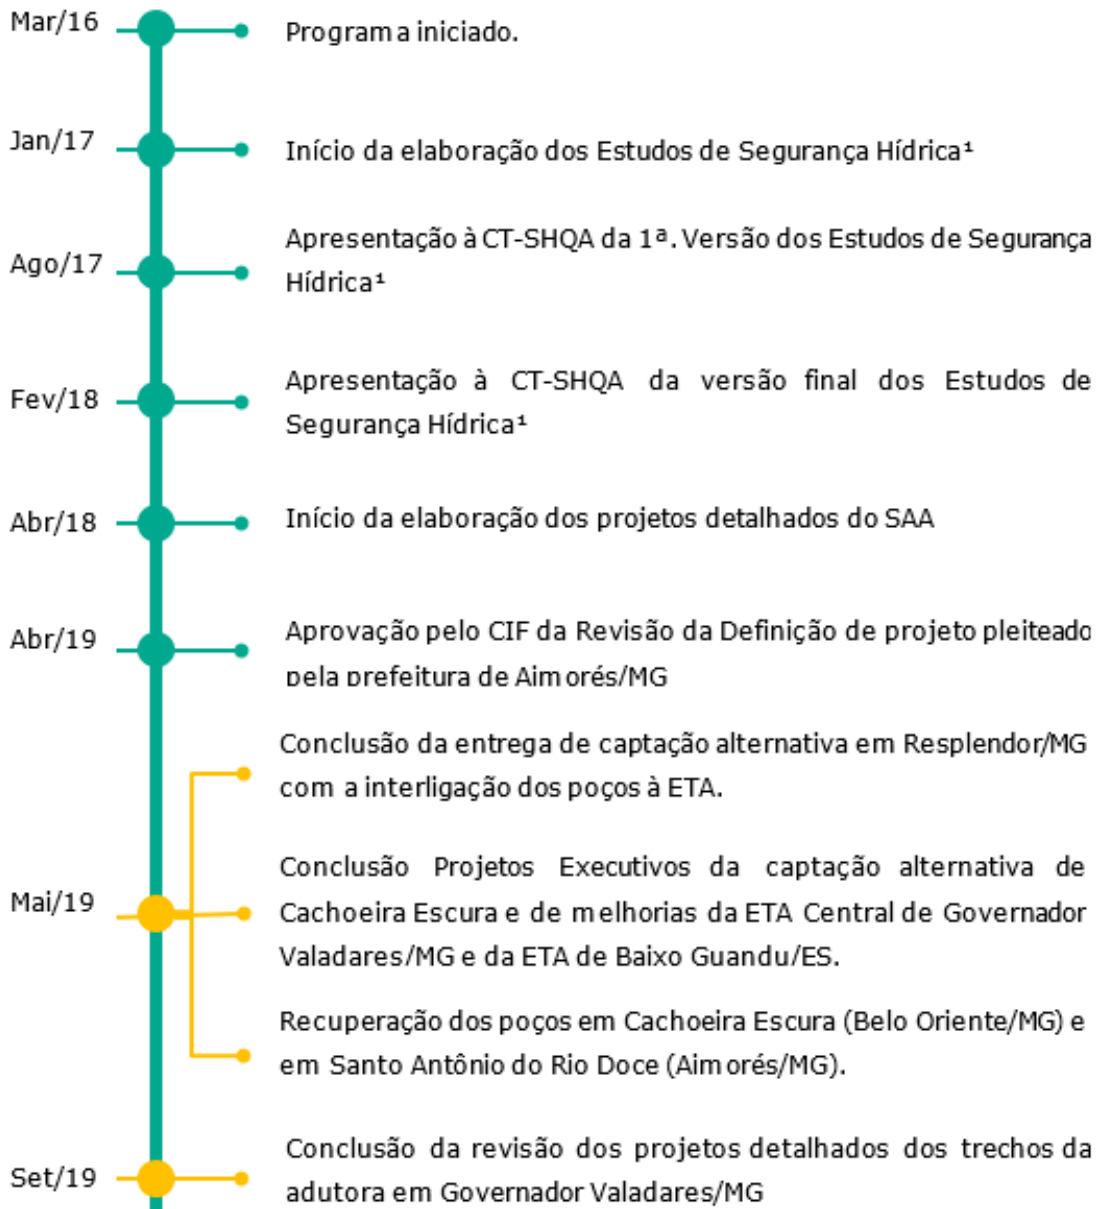 Mar/16
Programa iniciado.
Jan/17
Início da elaboração dos Estudos de Segurança Hídrica¹
Ago/17
Apresentação à CT-SHQA da 1ª. Versão dos Estudos de Segurança
Hídrica¹
Fev/18
Apresentação à CT-SHQA da versão final dos Estudos de
Segurança Hídrica¹
Abr/18
Início da elaboração dos projetos detalhados do SAA
Abr/19
Aprovação pelo CIF da Revisão da Definição de projeto pleiteado
pela prefeitura de Aimorés/MG
Mai/19
Conclusão da entrega de captação alternativa em Resplendor/MG
com a interligação dos poços à ETA.
Conclusão Projetos Executivos da captação alternativa de
Cachoeira Escura e de melhorias da ETA Central de Governador
Valadares/MG e da ETA de Baixo Guandu/ES.
Recuperação dos poços em Cachoeira Escura (Belo Oriente/MG) e
em Santo Antônio do Rio Doce (Aimorés/MG).
Set/19
Conclusão da revisão dos projetos detalhados dos trechos da
adutora em Governador Valadares/MG